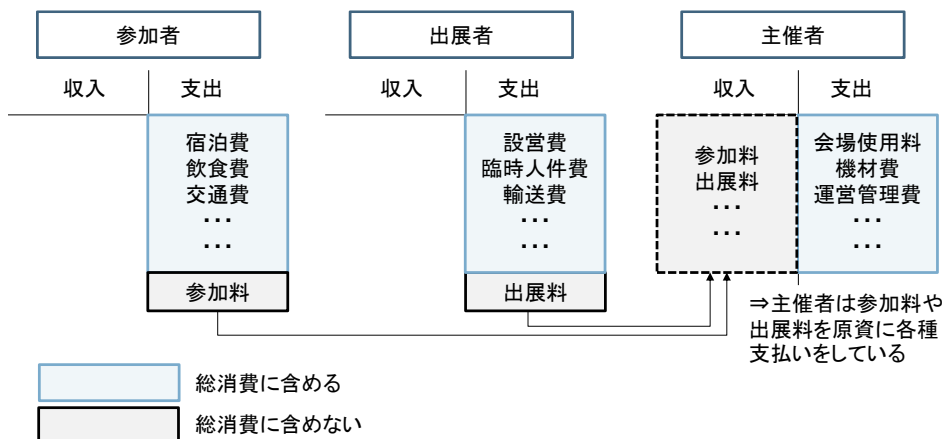 参加者
出展者
主催者
収入
支出
収入
支出
収入
支出
宿泊費
飲食費
交通費
・・・
・・・
参加料
設営費
臨時人件費
輸送費
・・・
・・・
出展料
参加料
出展料
・・・
・・・
会場使用料
機材費
運営管理費
・・・
・・・
⇒主催者は参加料や
出展料を原資に各種
支払いをしている
総消費に含める
総消費に含めない